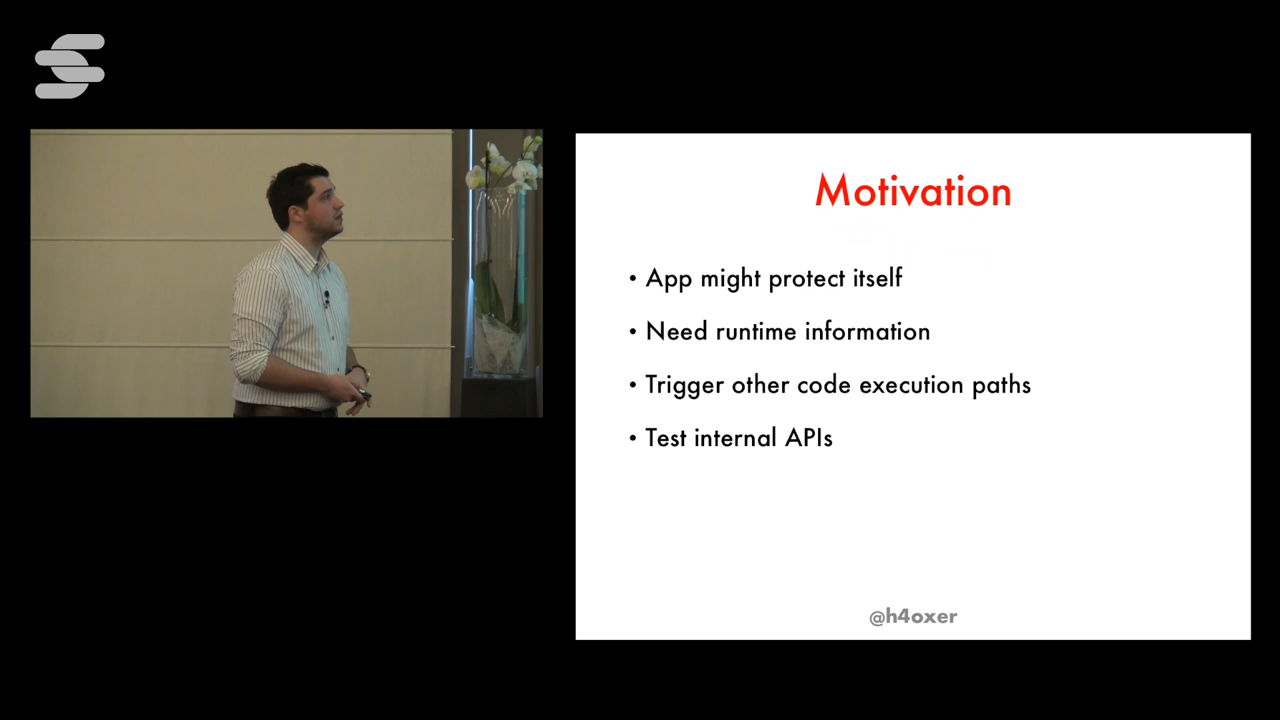 Motivation
• App might protect itself
• Need runtime information
• Trigger other code execution paths
• Test internal APIs
@h4oxer